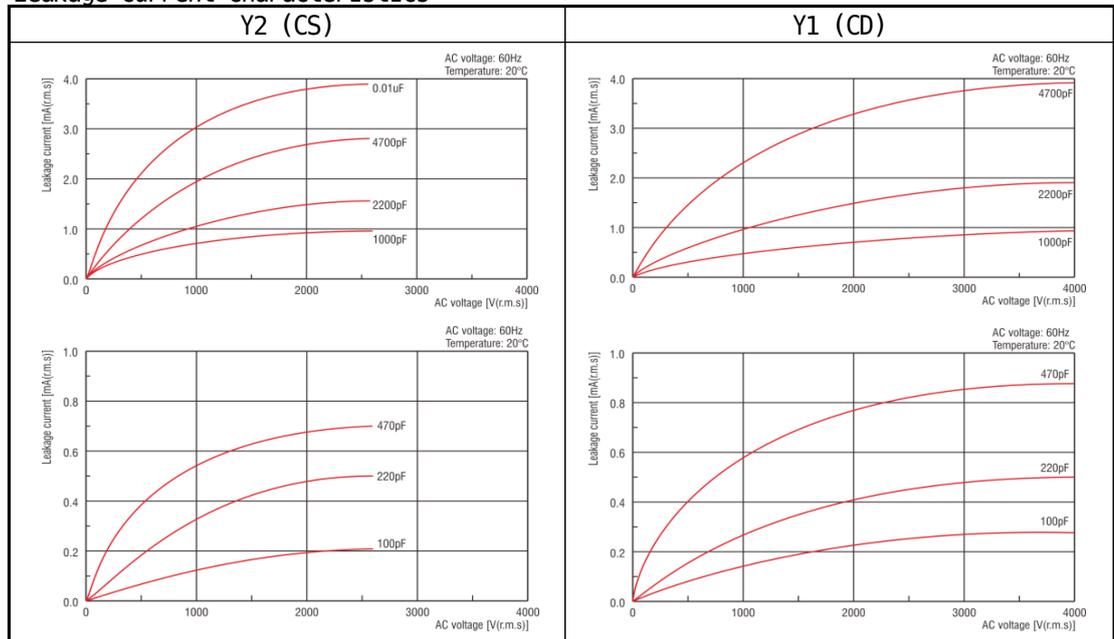 Leakage current characteristics
Y2 (CS)
Y1 (CD)
AC voltage: 60Hz
Temperature: 20°C
Leakage current [mA(r.m.s)]
4.0
3.0
2.0
1.0
0.0
0.01uF
4700pF
2200pF
1000pF
0
1000
2000
3000
4000
AC voltage [V(r.m.s)]
AC voltage: 60Hz
Temperature: 20°C
Leakage current [mA(r.m.s)]
4.0
3.0
2.0
1.0
0.0
4700pF
2200pF
1000pF
0
1000
2000
3000
4000
AC voltage [V(r.m.s)]
AC voltage: 60Hz
Temperature: 20°C
Leakage current [mA(r.m.s)]
1.0
0.8
0.6
0.4
0.2
0.0
470pF
220pF
100pF
0
1000
2000
3000
4000
AC voltage [V(r.m.s)]
AC voltage: 60Hz
Temperature: 20°C
Leakage current [mA(r.m.s)]
1.0
0.8
0.6
0.4
0.2
0.0
470pF
220pF
100pF
0
1000
2000
3000
4000
AC voltage [V(r.m.s)]